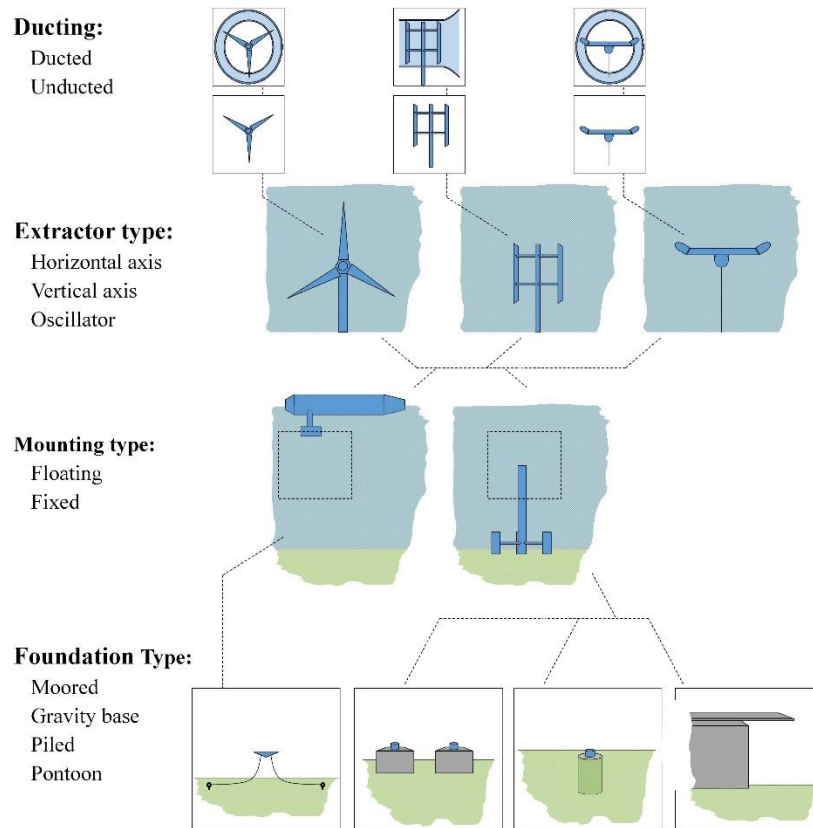 Ducting:
Ducted
Unducted
Extractor type:
Horizontal axis
Vertical axis
Oscillator
Mounting type:
Floating
Fixed
Foundation Type:
Moored
Gravity base
Piled
Pontoon